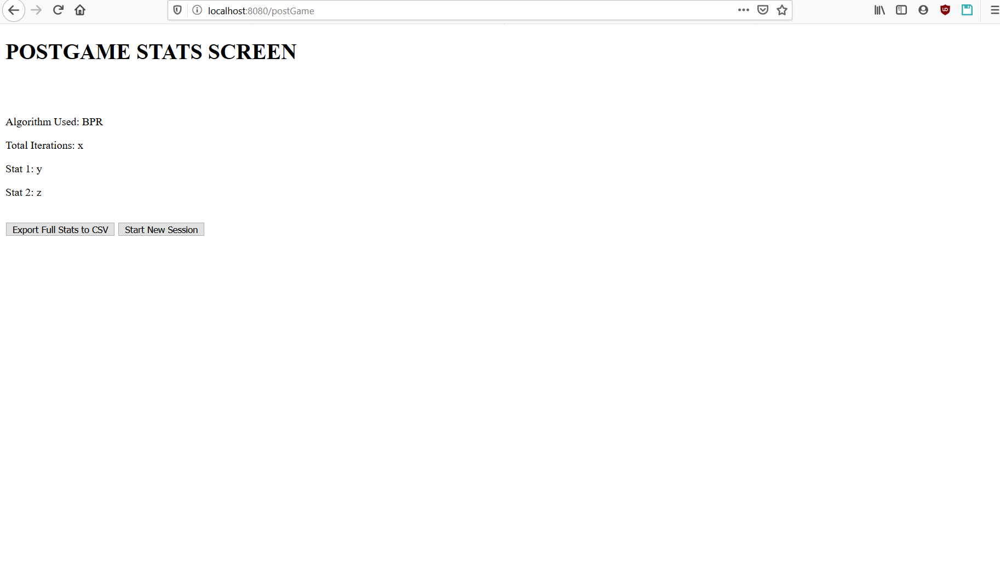 localhost:8080/postGame
POSTGAME STATS SCREEN
Algorithm Used: BPR
Total Iterations: x
Stat 1: y
Stat 2: z
Export Full Stats to CSV Start New Session